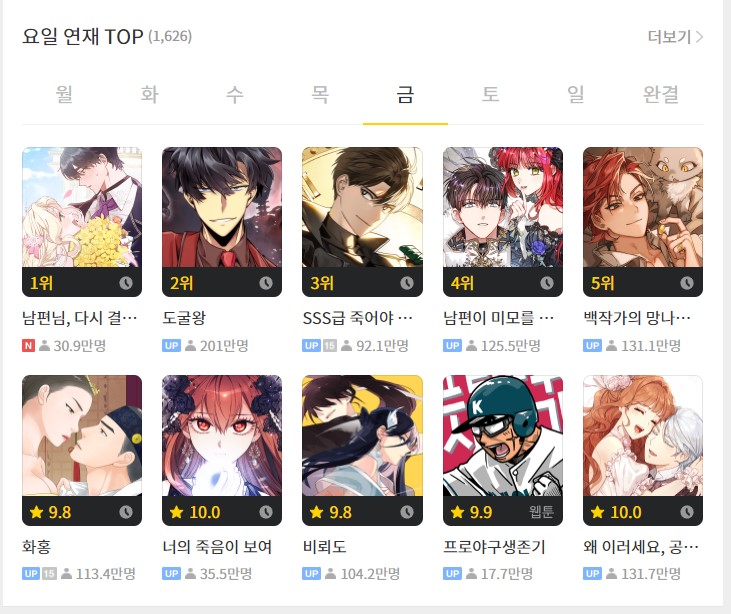 요일 연재 TOP (1,626)
더보기 >
월 화 수 목 금 토 일 완결
1위 2위 3위 4위 5위
남편님, 다시 결··· 도굴왕 SSS급 죽어야 ··· 남편이 미모를 ··· 백작가의 망나···
N 30.9만명 UP 201만명 UP 15 92.1만명 UP 125.5만명 UP 131.1만명
K
9.8 10.0 9.8 9.9 웹툰 10.0
화홍 너의 죽음이 보여 비뢰도 프로야구생존기 왜 이러세요, 공···
UP 15 113.4만명 UP 35.5만명 UP 104.2만명 UP 17.7만명 UP 131.7만명